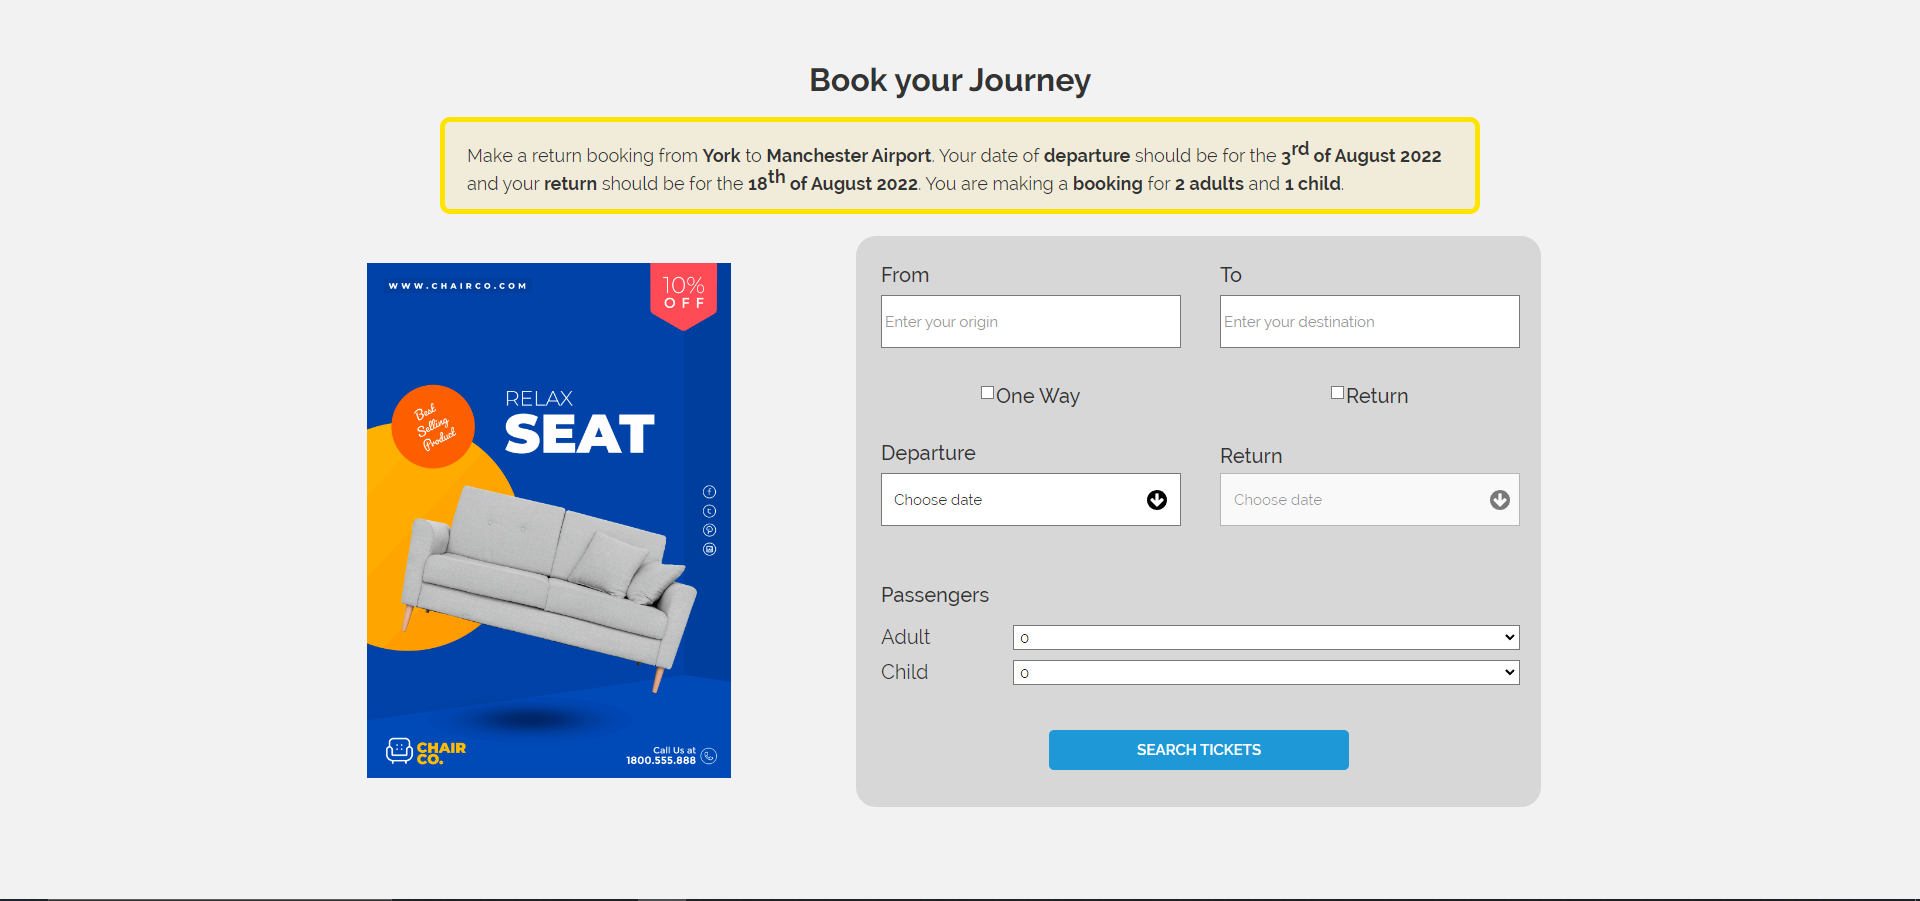 Book your Journey
Make a return booking from York to Manchester Airport. Your date of departure should be for the 3rd of August 2022
and your return should be for the 18th of August 2022. You are making a booking for 2 adults and 1 child.
WWW.CHAIRCO.COM
10%
OFF
Best
Selling
Product
RELAX
SEAT
CHAIR
CO.
Call Us at
1800.555.888
From
To
Enter your origin
Enter your destination
One Way
Return
Departure
Return
Choose date
Choose date
Passengers
Adult
0
Child
0
SEARCH TICKETS